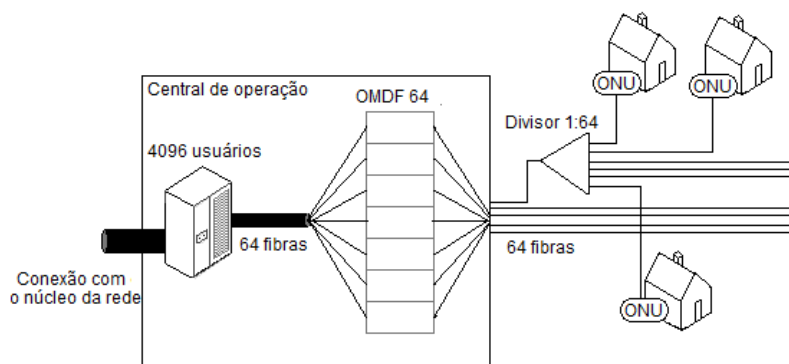 Central de operação
OMDF 64
4096 usuários
64 fibras
Conexão com
o núcleo da rede
Divisor 1:64
64 fibras
ONU
ONU
ONU